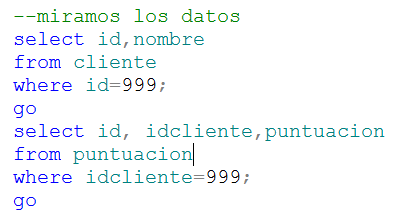 --miramos los datos
select id,nombre
from cliente
where id=999;
go
select id, idcliente,puntuacion
from puntuacion
where idcliente=999;
go